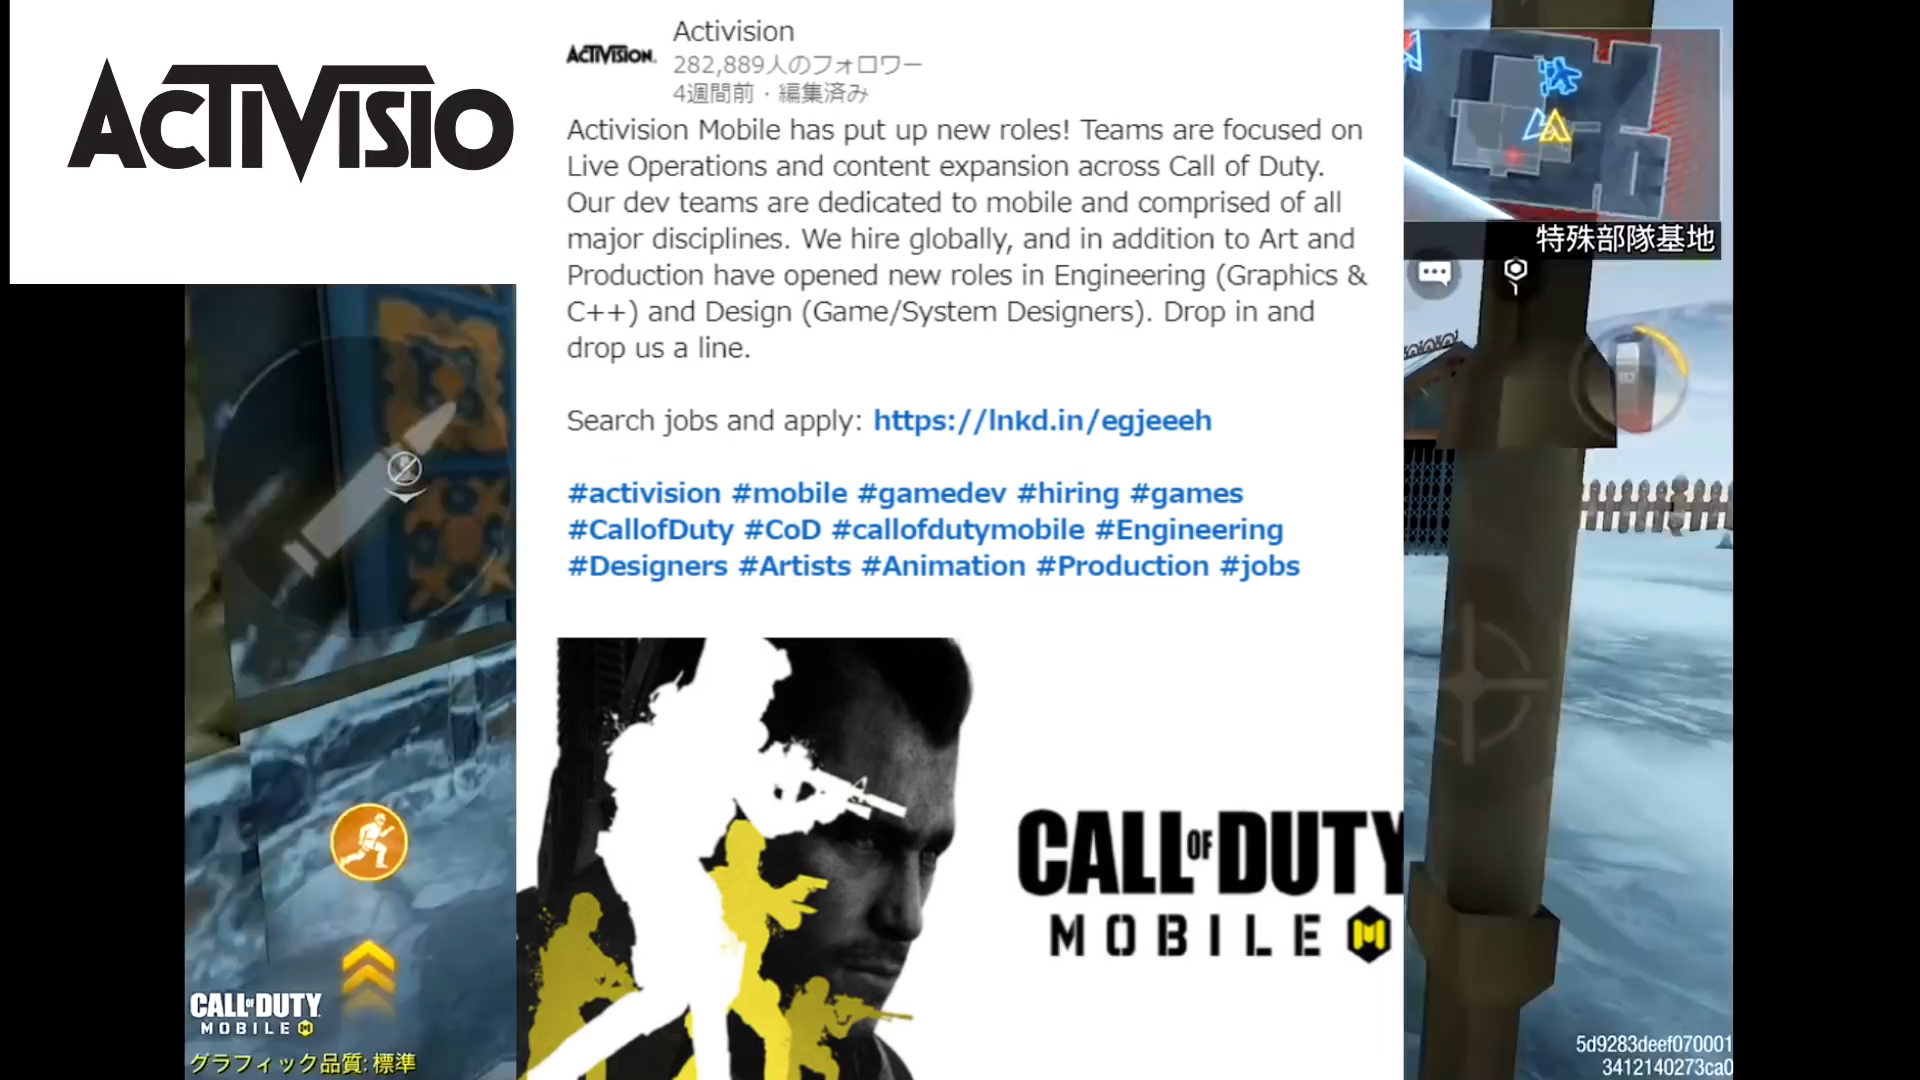 ACTIVISIO
ACTIVISION.
Activision
282,889人のフォロワー
4週間前・編集済み
Activision Mobile has put up new roles! Teams are focused on
Live Operations and content expansion across Call of Duty.
Our dev teams are dedicated to mobile and comprised of all
major disciplines. We hire globally, and in addition to Art and
Production have opened new roles in Engineering (Graphics &
C++) and Design (Game/System Designers). Drop in and
drop us a line.
Search jobs and apply: https://lnkd.in/egjeeeh
#activision #mobile #gamedev #hiring #games
#CallofDuty #CoD #callofdutymobile #Engineering
#Designers #Artists #Animation #Production #jobs
CALL OF DUTY
MOBILE
特殊部隊基地
CALL OF DUTY
MOBILE
グラフィック品質: 標準
5d9283deef070001
3412140273ca0